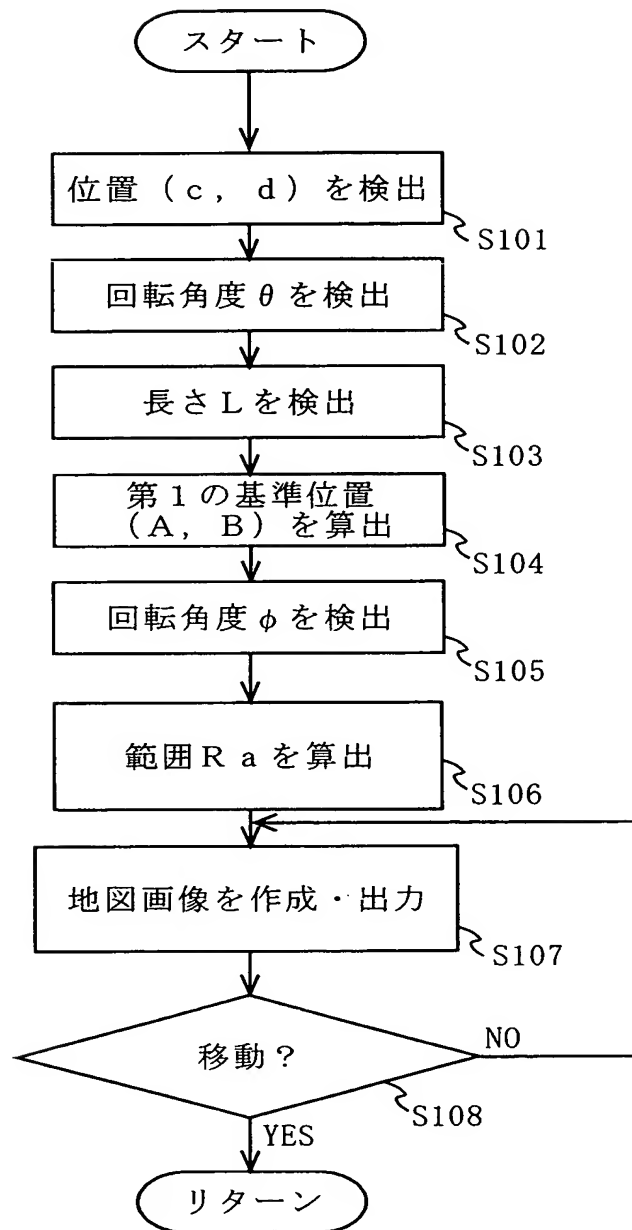 スタート
位置(c,d)を検出
S101
回転角度θを検出
S102
長さLを検出
S103
第1の基準位置
(A,B)を算出
S104
回転角度φを検出
S105
範囲Raを算出
S106
地図画像を作成・出力
S107
移動?
NO
S108
YES
リターン